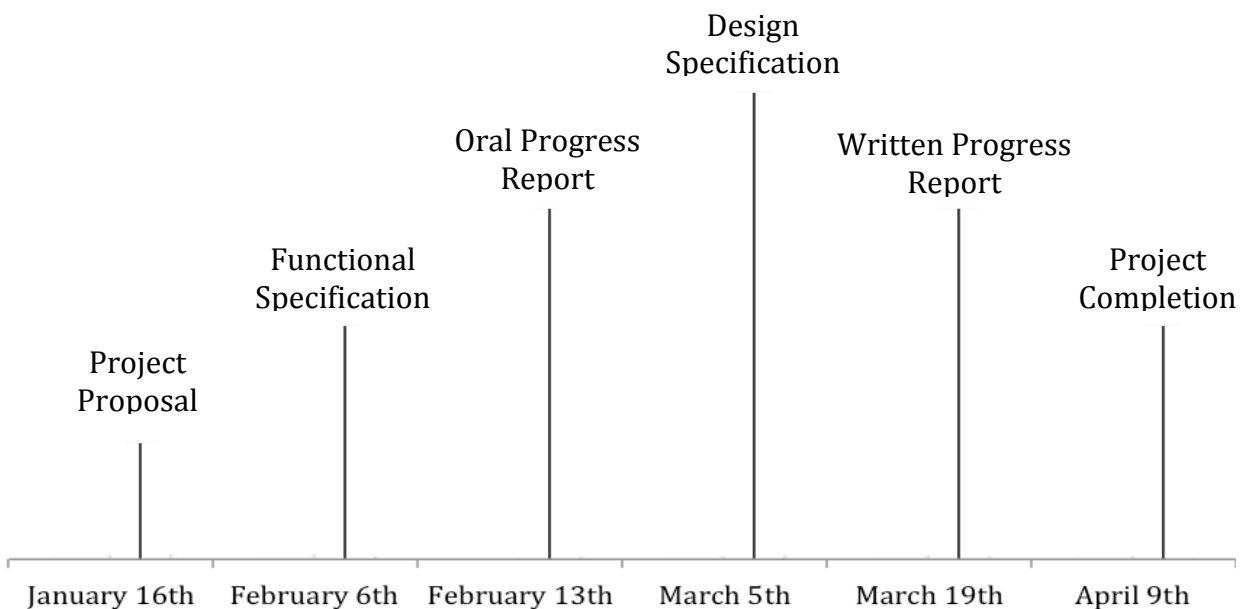 Design
Specification
Oral Progress
Report
Written Progress
Report
Functional
Specification
Project
Completion
Project
Proposal
January 16th
February 6th
February 13th
March 5th
March 19th
April 9th